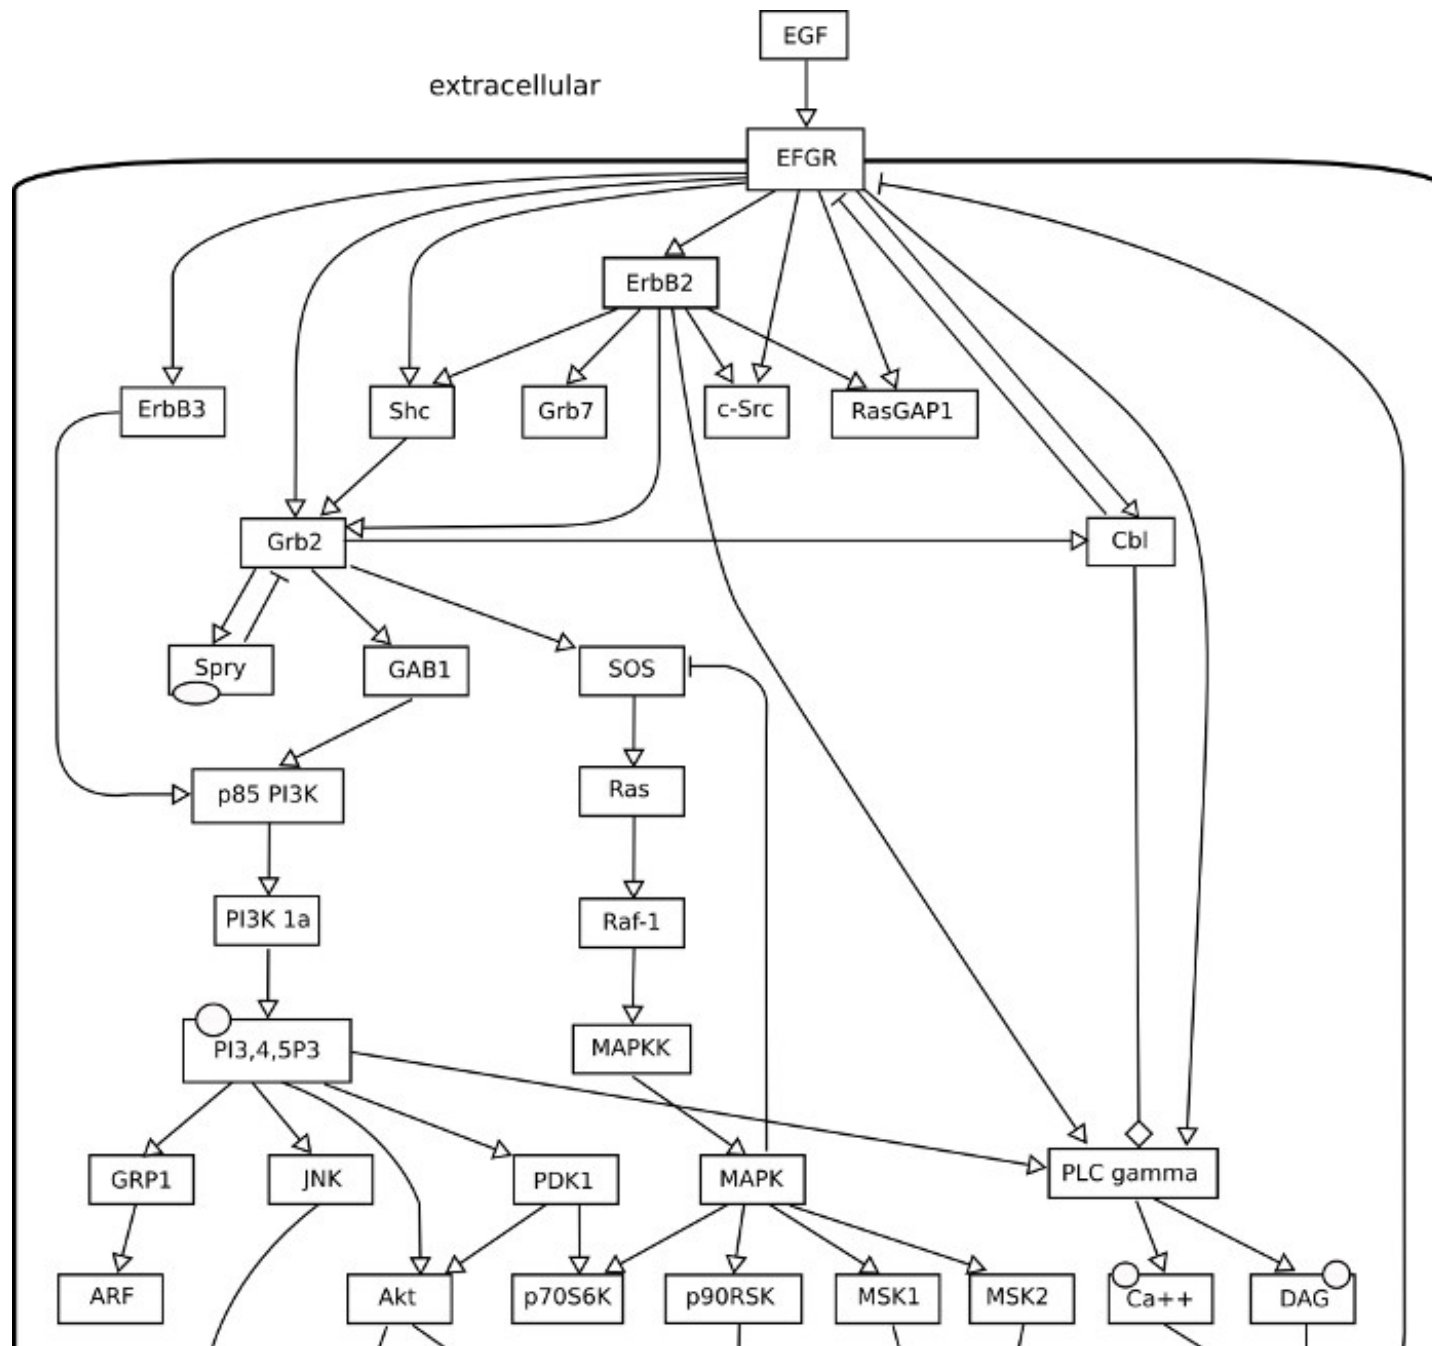 EGF
extracellular
EFGR
ErbB2
ErbB3
Shc
Grb7
c-Src
RasGAP1
Grb2
Cbl
Spry
GAB1
SOS
p85 PI3K
Ras
PI3K 1a
Raf-1
PI3,4,5P3
MAPKK
GRP1
JNK
PDK1
MAPK
PLC gamma
ARF
Akt
p70S6K
p90RSK
MSK1
MSK2
Ca++
DAG